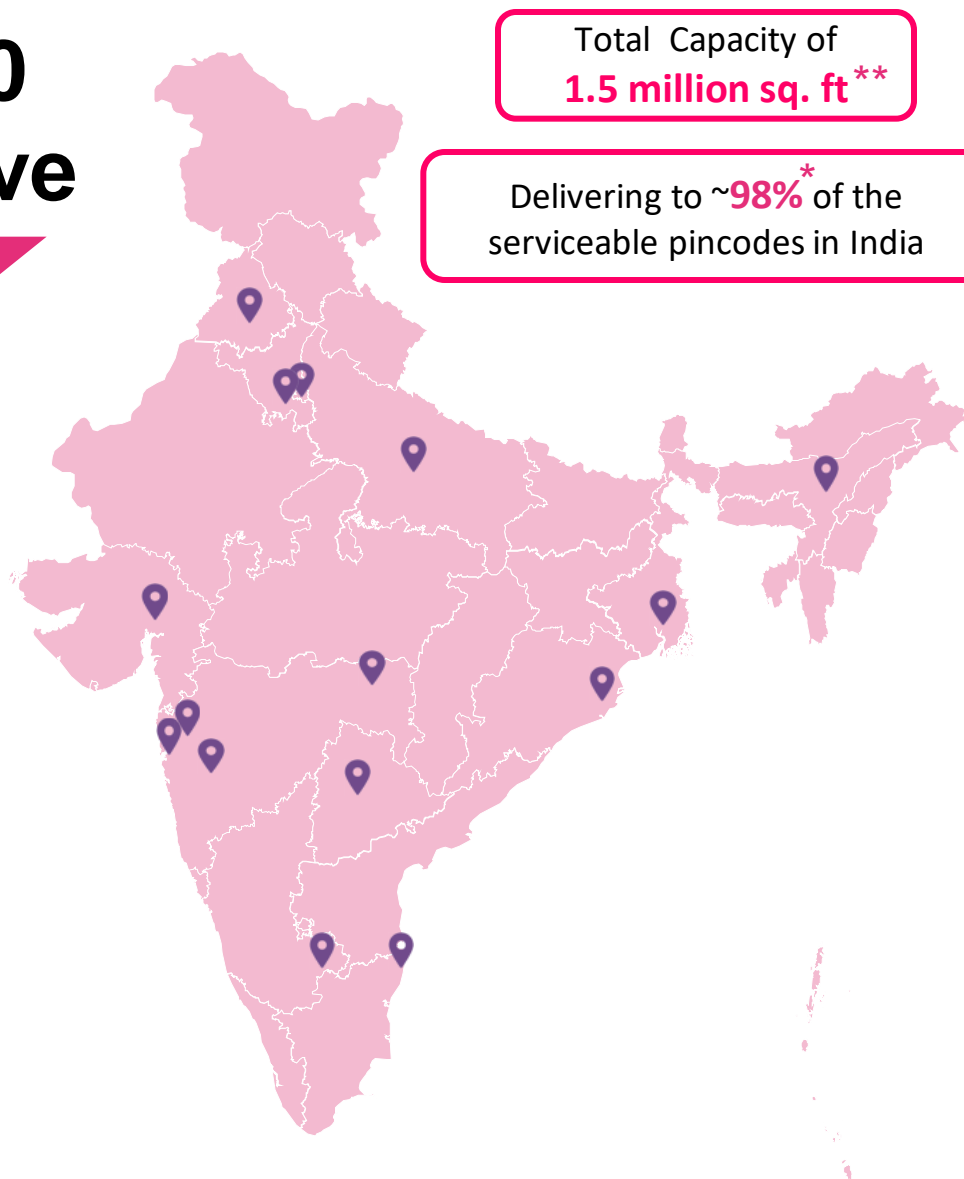 0
ve
Total Capacity of
1.5 million sq. ft**
Delivering to ~98%* of the
serviceable pincodes in India